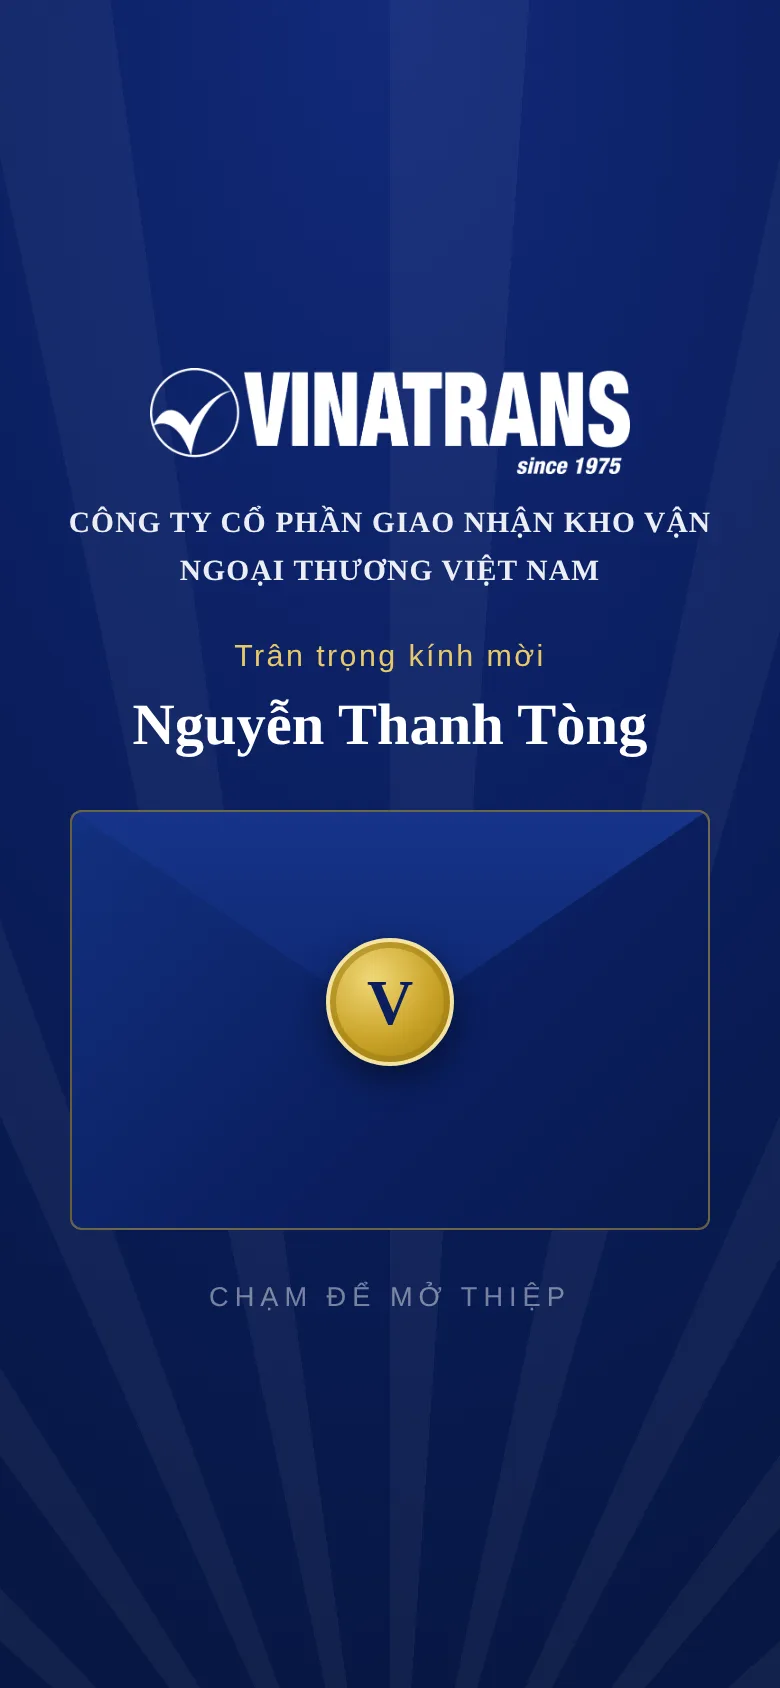 VINATRANS
since 1975
CÔNG TY CỔ PHẦN GIAO NHẬN KHO VẬN
NGOẠI THƯƠNG VIỆT NAM
Trân trọng kính mời
Nguyễn Thanh Tòng
V
CHẠM ĐỂ MỞ THIỆP